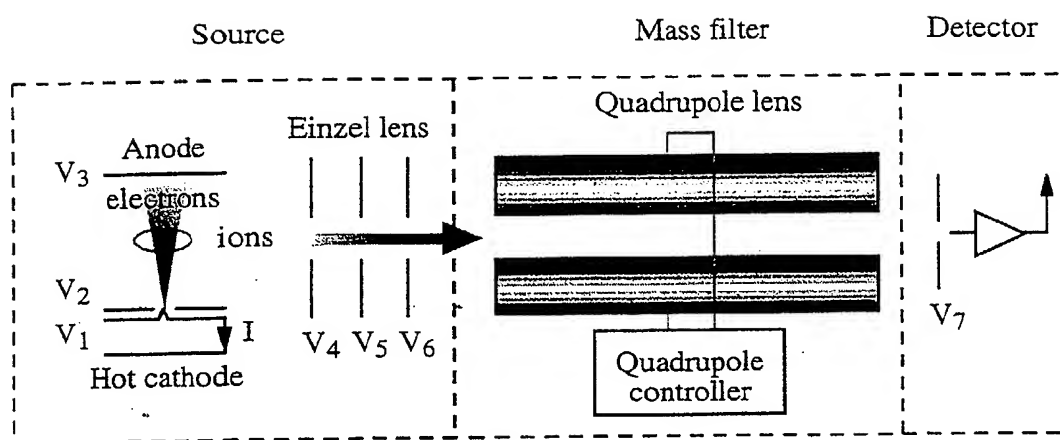 Source
Mass filter
Detector
Quadrupole lens
Einzel lens
Anode
V3
electrons
ions
V2
V1
I
Hot cathode
V4 V5 V6
Quadrupole
controller
V7